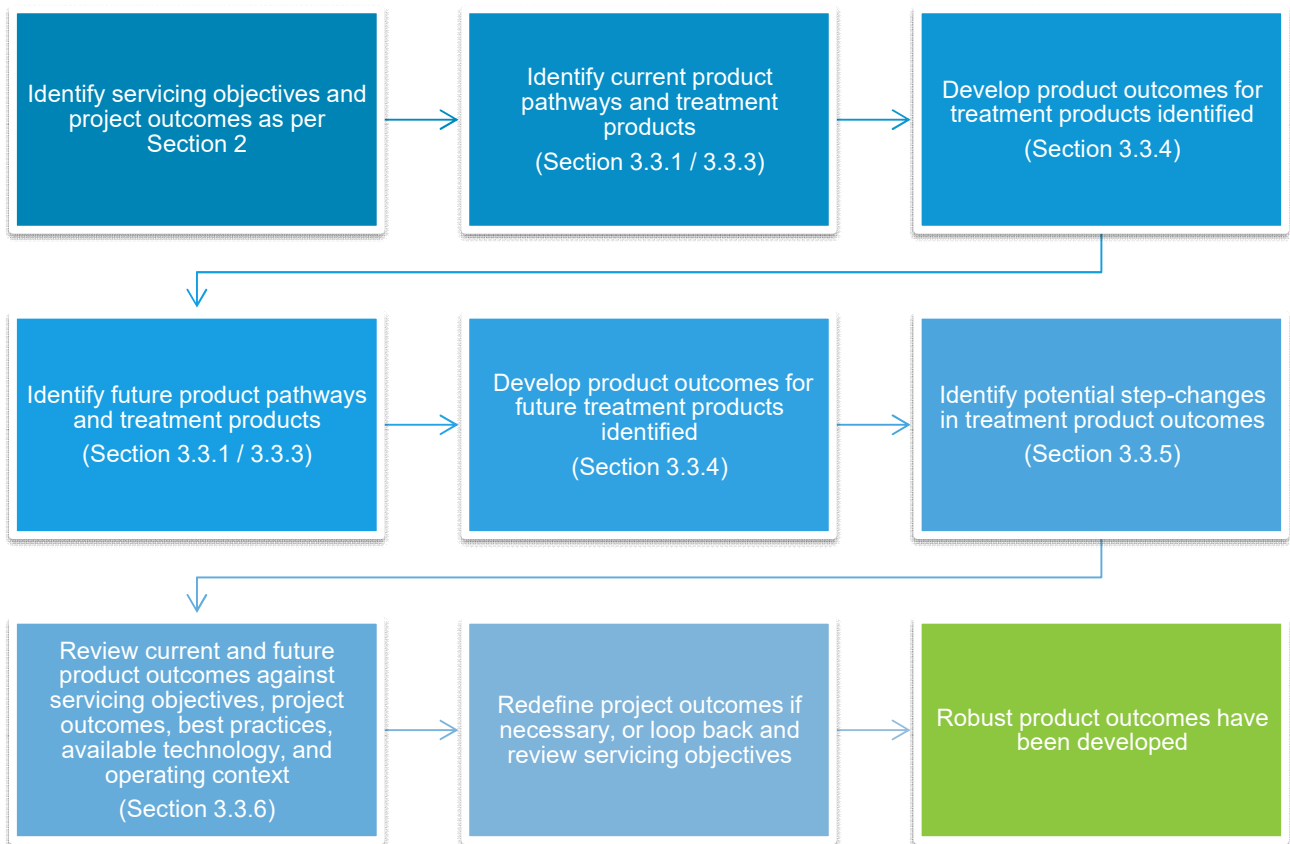 Identify servicing objectives and
project outcomes as per
Section 2
Identify current product
pathways and treatment
products
(Section 3.3.1 / 3.3.3)
Develop product outcomes for
treatment products identified
(Section 3.3.4)
Identify future product pathways
and treatment products
(Section 3.3.1 / 3.3.3)
Develop product outcomes for
future treatment products
identified
(Section 3.3.4)
Identify potential step-changes
in treatment product outcomes
(Section 3.3.5)
Review current and future
product outcomes against
servicing objectives, project
outcomes, best practices,
available technology, and
operating context
(Section 3.3.6)
Redefine project outcomes if
necessary, or loop back and
review servicing objectives
Robust product outcomes have
been developed